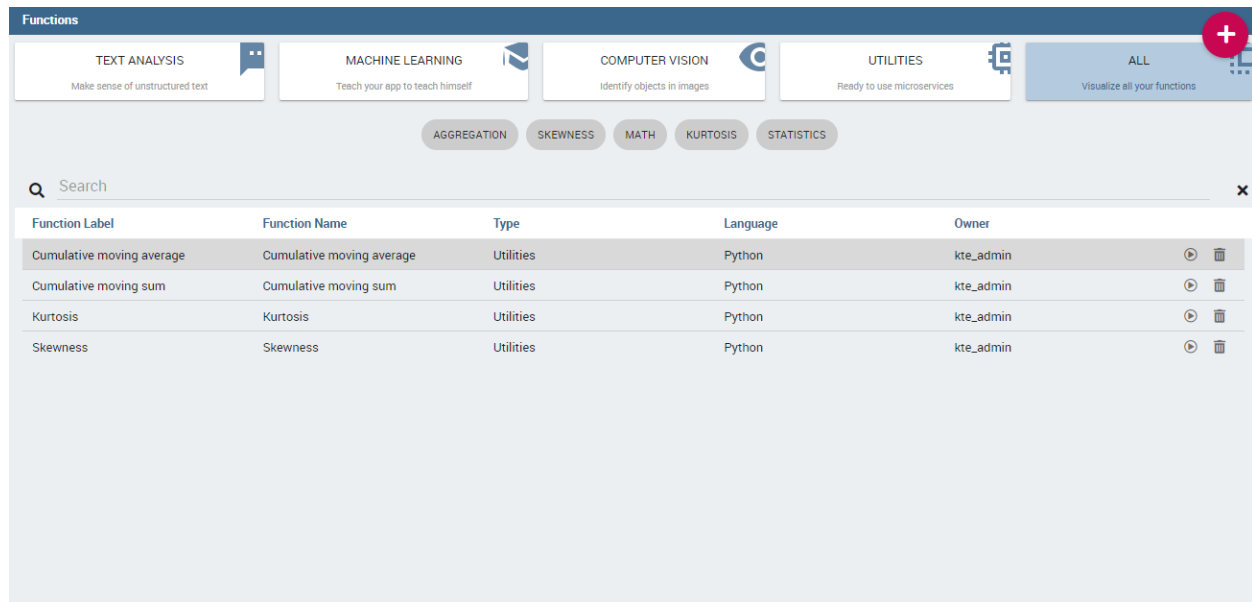 Functions
+
TEXT ANALYSIS
Make sense of unstructured text
MACHINE LEARNING
Teach your app to teach himself
COMPUTER VISION
Identify objects in images
UTILITIES
Ready to use microservices
ALL
Visualize all your functions
AGGREGATION SKEWNESS MATH KURTOSIS STATISTICS
Search
Function Label Function Name Type Language Owner
Cumulative moving average Cumulative moving average Utilities Python kte_admin
Cumulative moving sum Cumulative moving sum Utilities Python kte_admin
Kurtosis Kurtosis Utilities Python kte_admin
Skewness Skewness Utilities Python kte_admin